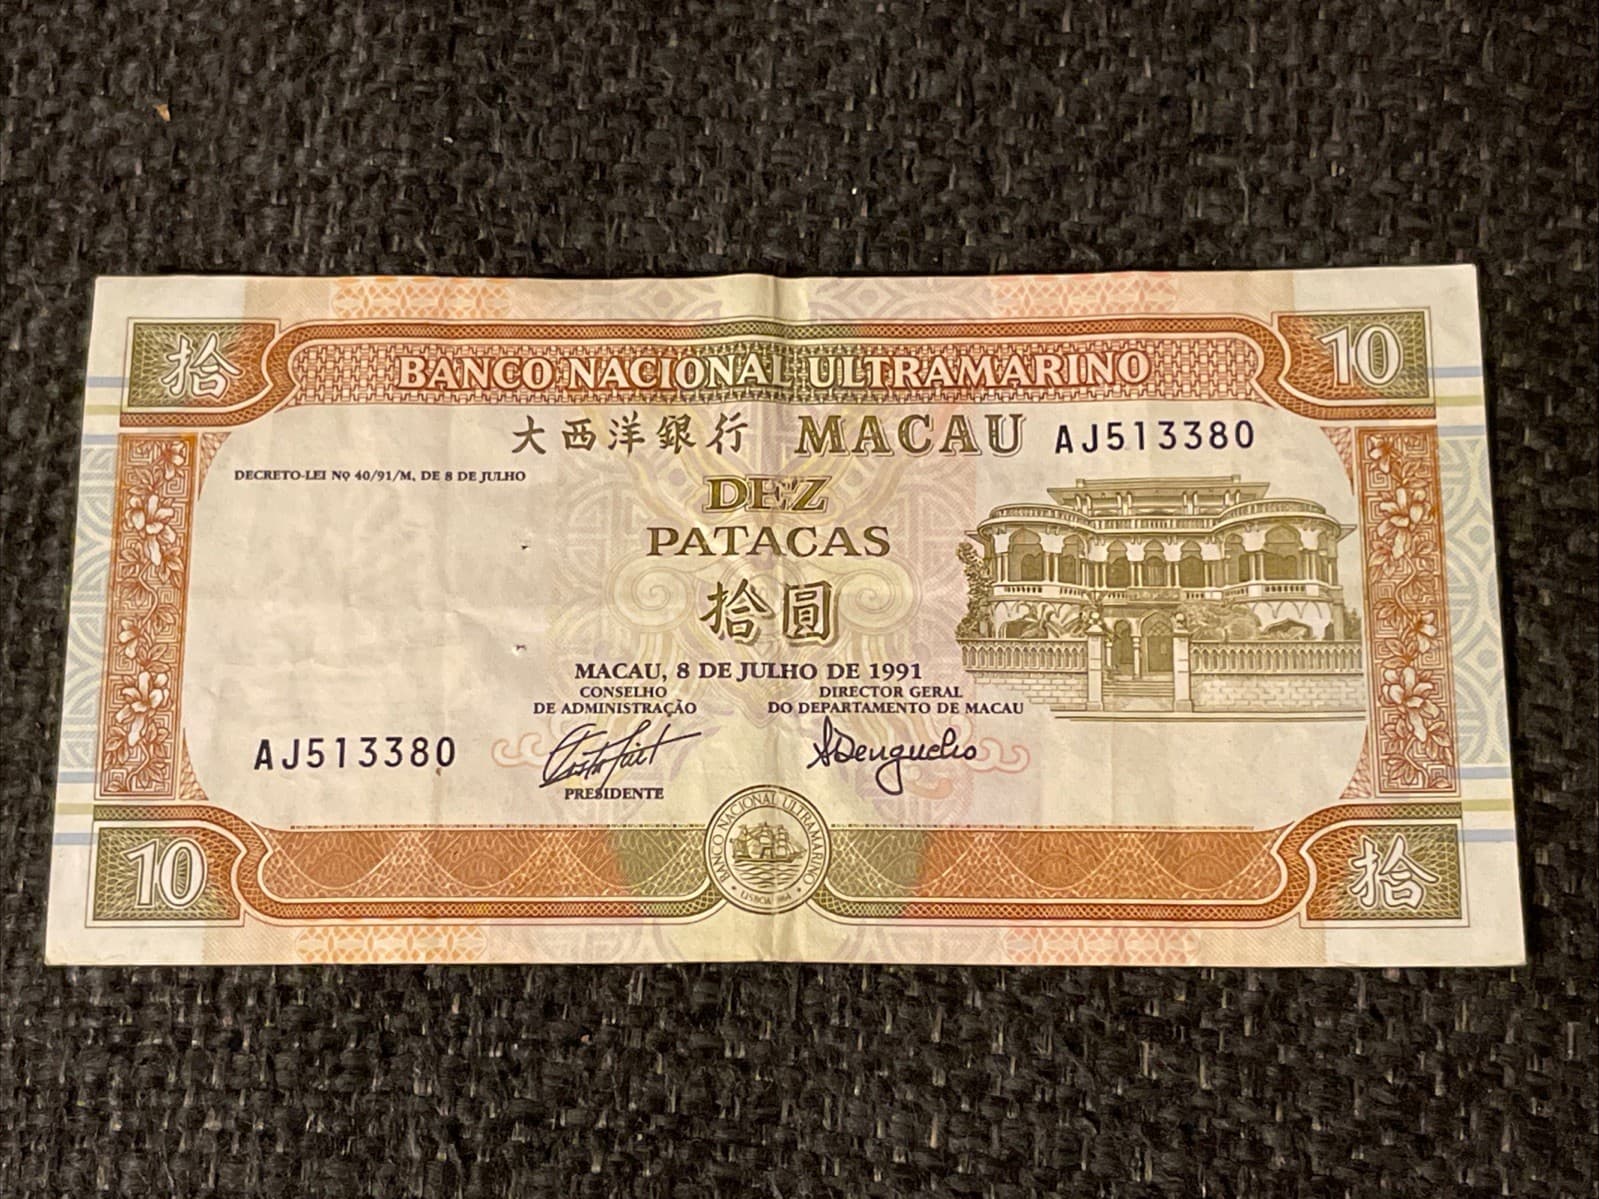 拾
BANCO NACIONAL ULTRAMARINO
10
大西洋銀行 MACAU AJ513380
DECRETO-LEI Nº 40/91/M, DE 8 DE JULHO
DEZ
PATACAS
拾圓
MACAU, 8 DE JULHO DE 1991
CONSELHO
DE ADMINISTRAÇÃO
DIRECTOR GERAL
DO DEPARTAMENTO DE MACAU
AJ513380
PRESIDENTE
10
BANCO NACIONAL ULTRAMARINO
LISBOA 1864
拾